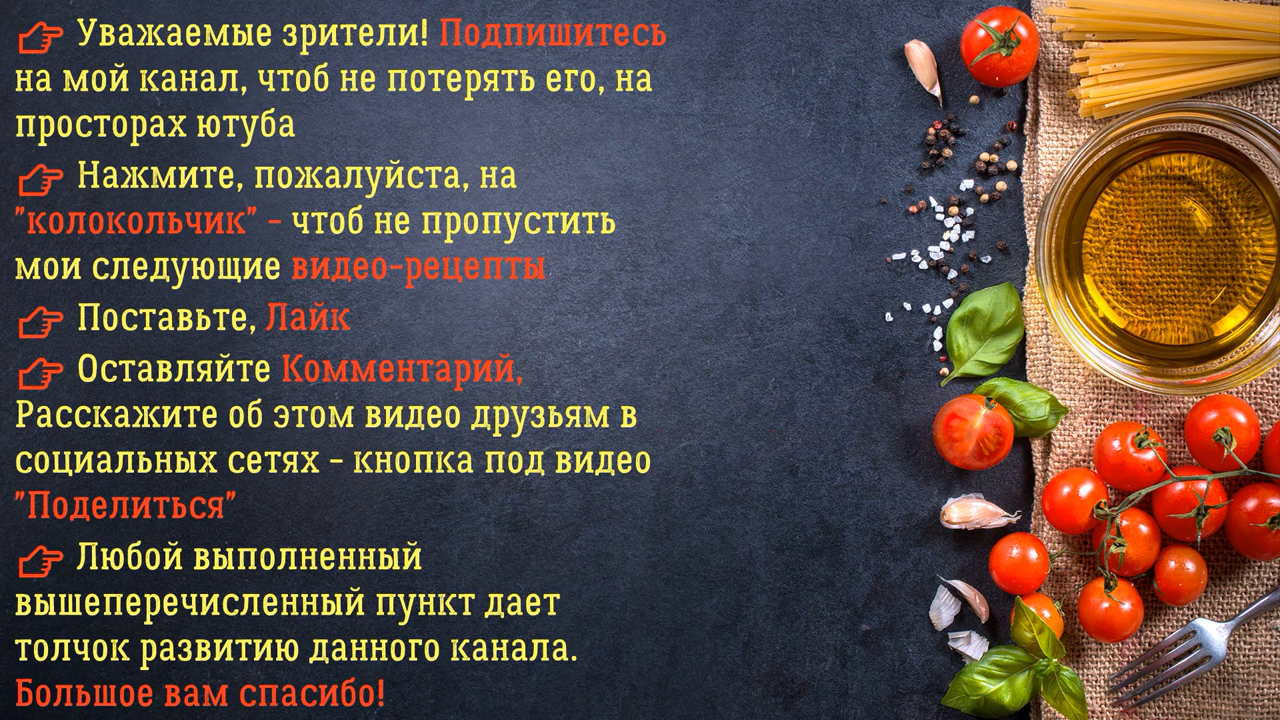 👉 Уважаемые зрители! Подпишитесь
на мой канал, чтоб не потерять его, на
просторах ютуба
👉 Нажмите, пожалуйста, на
"колокольчик" - чтоб не пропустить
мои следующие видео-рецепты
👉 Поставьте, Лайк
👉 Оставляйте Комментарий,
Расскажите об этом видео друзьям в
социальных сетях - кнопка под видео
"Поделиться"
👉 Любой выполненный
вышеперечисленный пункт дает
толчок развитию данного канала.
Большое вам спасибо!